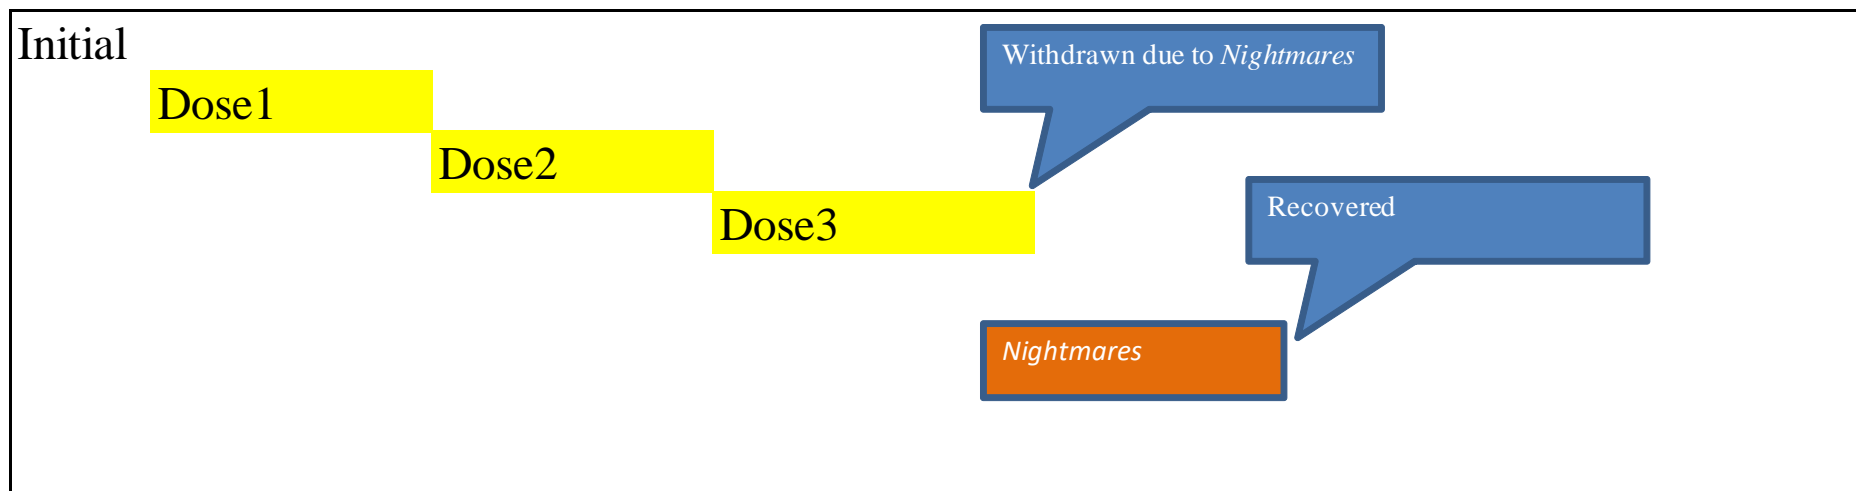 Initial
Withdrawn due to Nightmares
Dose1
Dose2
Recovered
Dose3
Nightmares